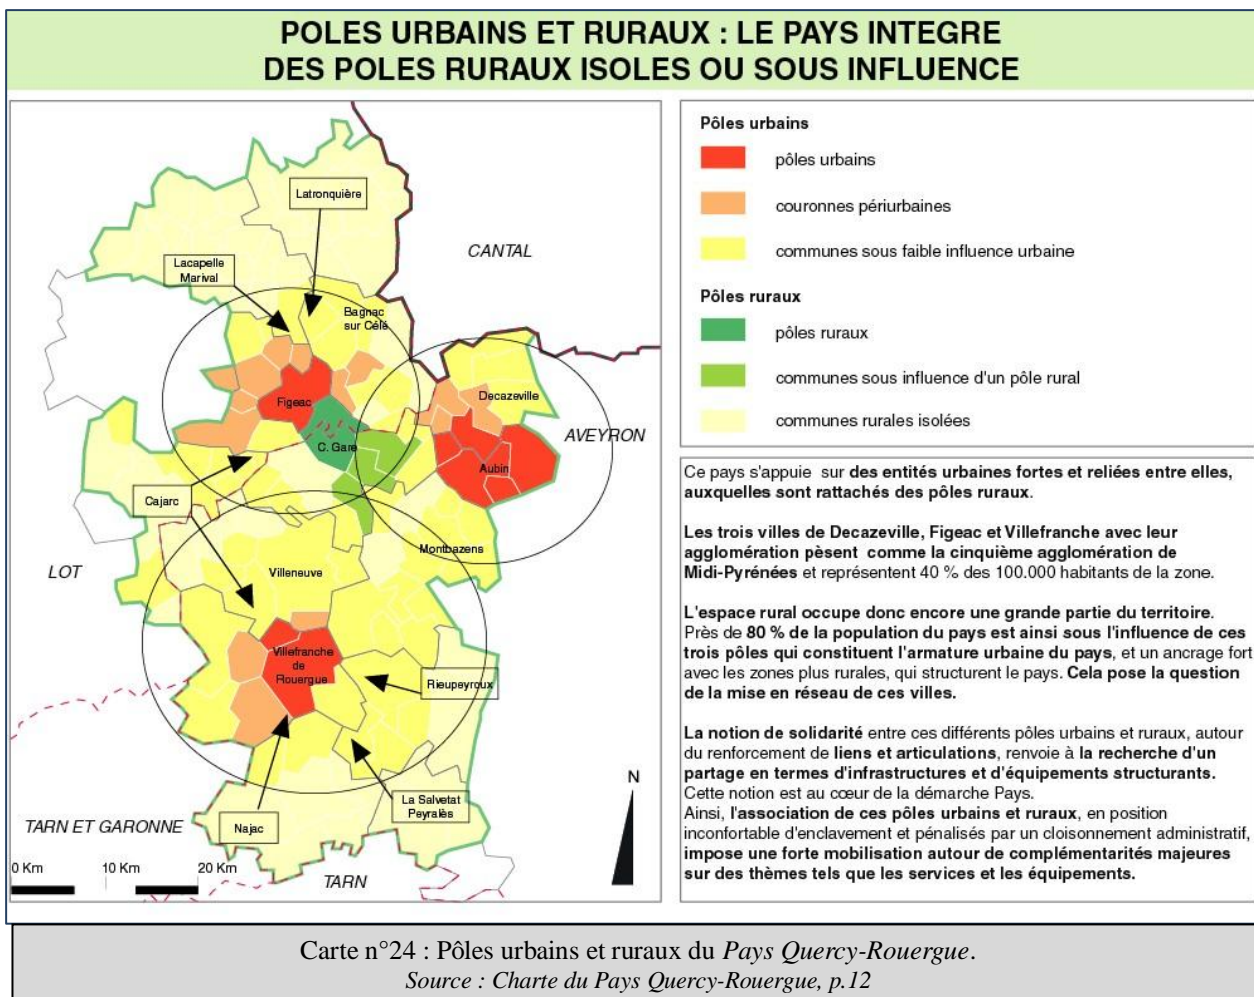 POLES URBAINS ET RURAUX : LE PAYS INTEGRE
DES POLES RURAUX ISOLES OU SOUS INFLUENCE
Latronquière
CANTAL
Lacapelle
Marival
Bagnac
sur Célé
Figeac
Decazeville
C. Gare
AVEYRON
Aubin
Cajarc
Montbazens
LOT
Villeneuve
Villefranche
de
Rouergue
Rieupeyroux
La Salvetat
Peyralès
Najac
TARN ET GARONNE
N
0 Km
10 Km
20 Km
TARN
Pôles urbains
pôles urbains
couronnes périurbaines
communes sous faible influence urbaine
Pôles ruraux
pôles ruraux
communes sous influence d'un pôle rural
communes rurales isolées
Ce pays s'appuie sur des entités urbaines fortes et reliées entre elles,
auxquelles sont rattachés des pôles ruraux.
Les trois villes de Decazeville, Figeac et Villefranche avec leur
agglomération pèsent comme la cinquième agglomération de
Midi-Pyrénées et représentent 40 % des 100.000 habitants de la zone.
L'espace rural occupe donc encore une grande partie du territoire.
Près de 80 % de la population du pays est ainsi sous l'influence de ces
trois pôles qui constituent l'armature urbaine du pays, et un ancrage fort
avec les zones plus rurales, qui structurent le pays. Cela pose la question
de la mise en réseau de ces villes.
La notion de solidarité entre ces différents pôles urbains et ruraux, autour
du renforcement de liens et articulations, renvoie à la recherche d'un
partage en termes d'infrastructures et d'équipements structurants.
Cette notion est au cœur de la démarche Pays.
Ainsi, l'association de ces pôles urbains et ruraux, en position
inconfortable d'enclavement et pénalisés par un cloisonnement administratif,
impose une forte mobilisation autour de complémentarités majeures
sur des thèmes tels que les services et les équipements.
Carte n°24 : Pôles urbains et ruraux du Pays Quercy-Rouergue.
Source : Charte du Pays Quercy-Rouergue, p.12